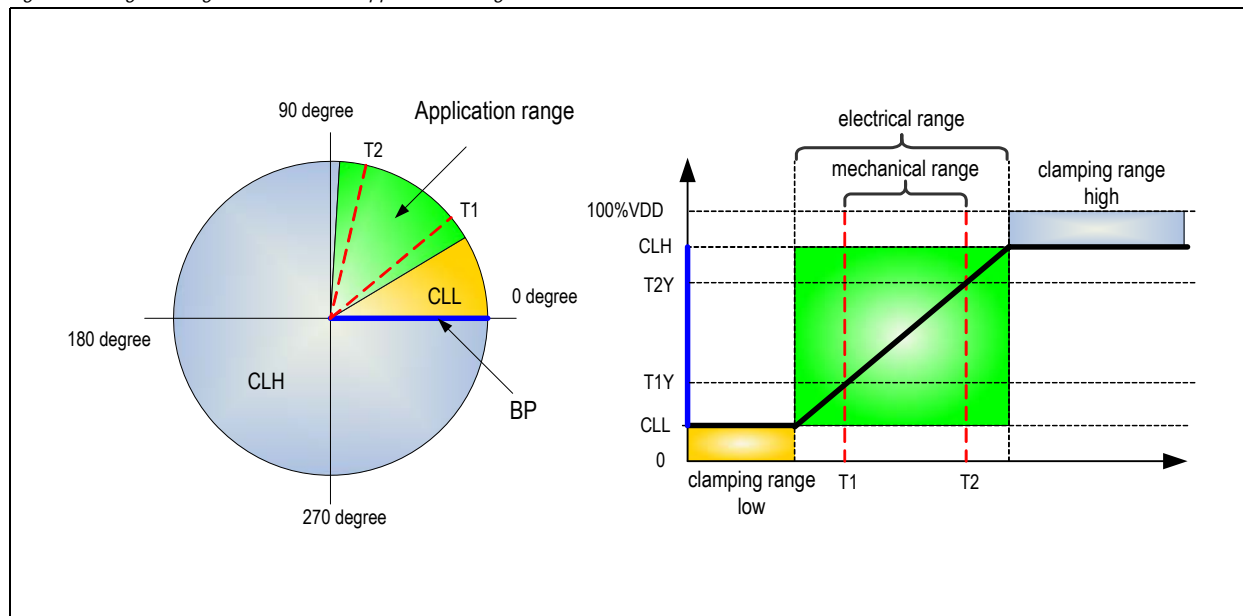 90 degree
Application range
T2
T1
CLL
0 degree
180 degree
CLH
BP
270 degree
electrical range
mechanical range
clamping range
high
100%VDD
CLH
T2Y
T1Y
CLL
0
clamping range
low
T1
T2